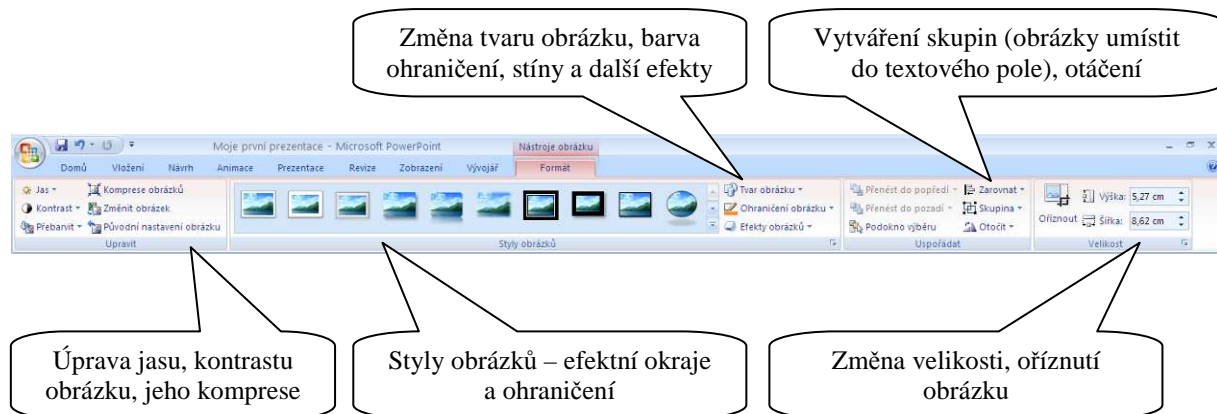 Změna tvaru obrázku, barva
ohraničení, stíny a další efekty
Vytváření skupin (obrázky umístit
do textového pole), otáčení
Moje první prezentace - Microsoft PowerPoint
Nástroje obrázku
Domů Vložení Návrh Animace Prezentace Revize Zobrazení Vývojář Formát
Jas
Komprese obrázků
Kontrast
Změnit obrázek
Přebarvit
Původní nastavení obrázku
Upravit
Styly obrázků
Tvar obrázku
Ohraničení obrázku
Efekty obrázků
Přenést do popředí
Zarovnat
Přenést do pozadí
Skupina
Podokno výběru
Otočit
Uspořádat
Oříznout
Výška: 5,27 cm
Šířka: 8,62 cm
Velikost
Úprava jasu, kontrastu
obrázku, jeho komprese
Styly obrázků – efektní okraje
a ohraničení
Změna velikosti, oříznutí
obrázku